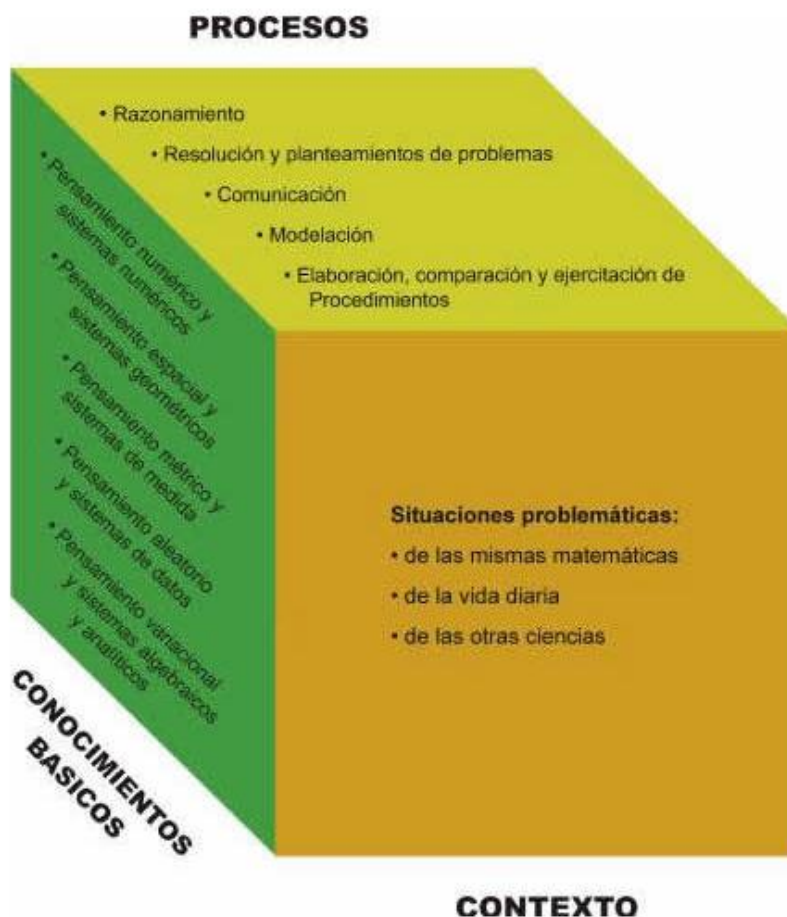 PROCESOS
• Razonamiento
• Resolución y planteamientos de problemas
• Comunicación
• Modelación
• Elaboración, comparación y ejercitación de
Procedimientos
• Pensamiento numérico y
sistemas numéricos
• Pensamiento espacial y
sistemas geométricos
• Pensamiento métrico y
sistemas de medida
• Pensamiento aleatorio
y sistemas de datos
• Pensamiento variacional
y sistemas algebraicos
y analíticos
CONOCIMIENTOS
BASICOS
Situaciones problemáticas:
• de las mismas matemáticas
• de la vida diaria
• de las otras ciencias
CONTEXTO